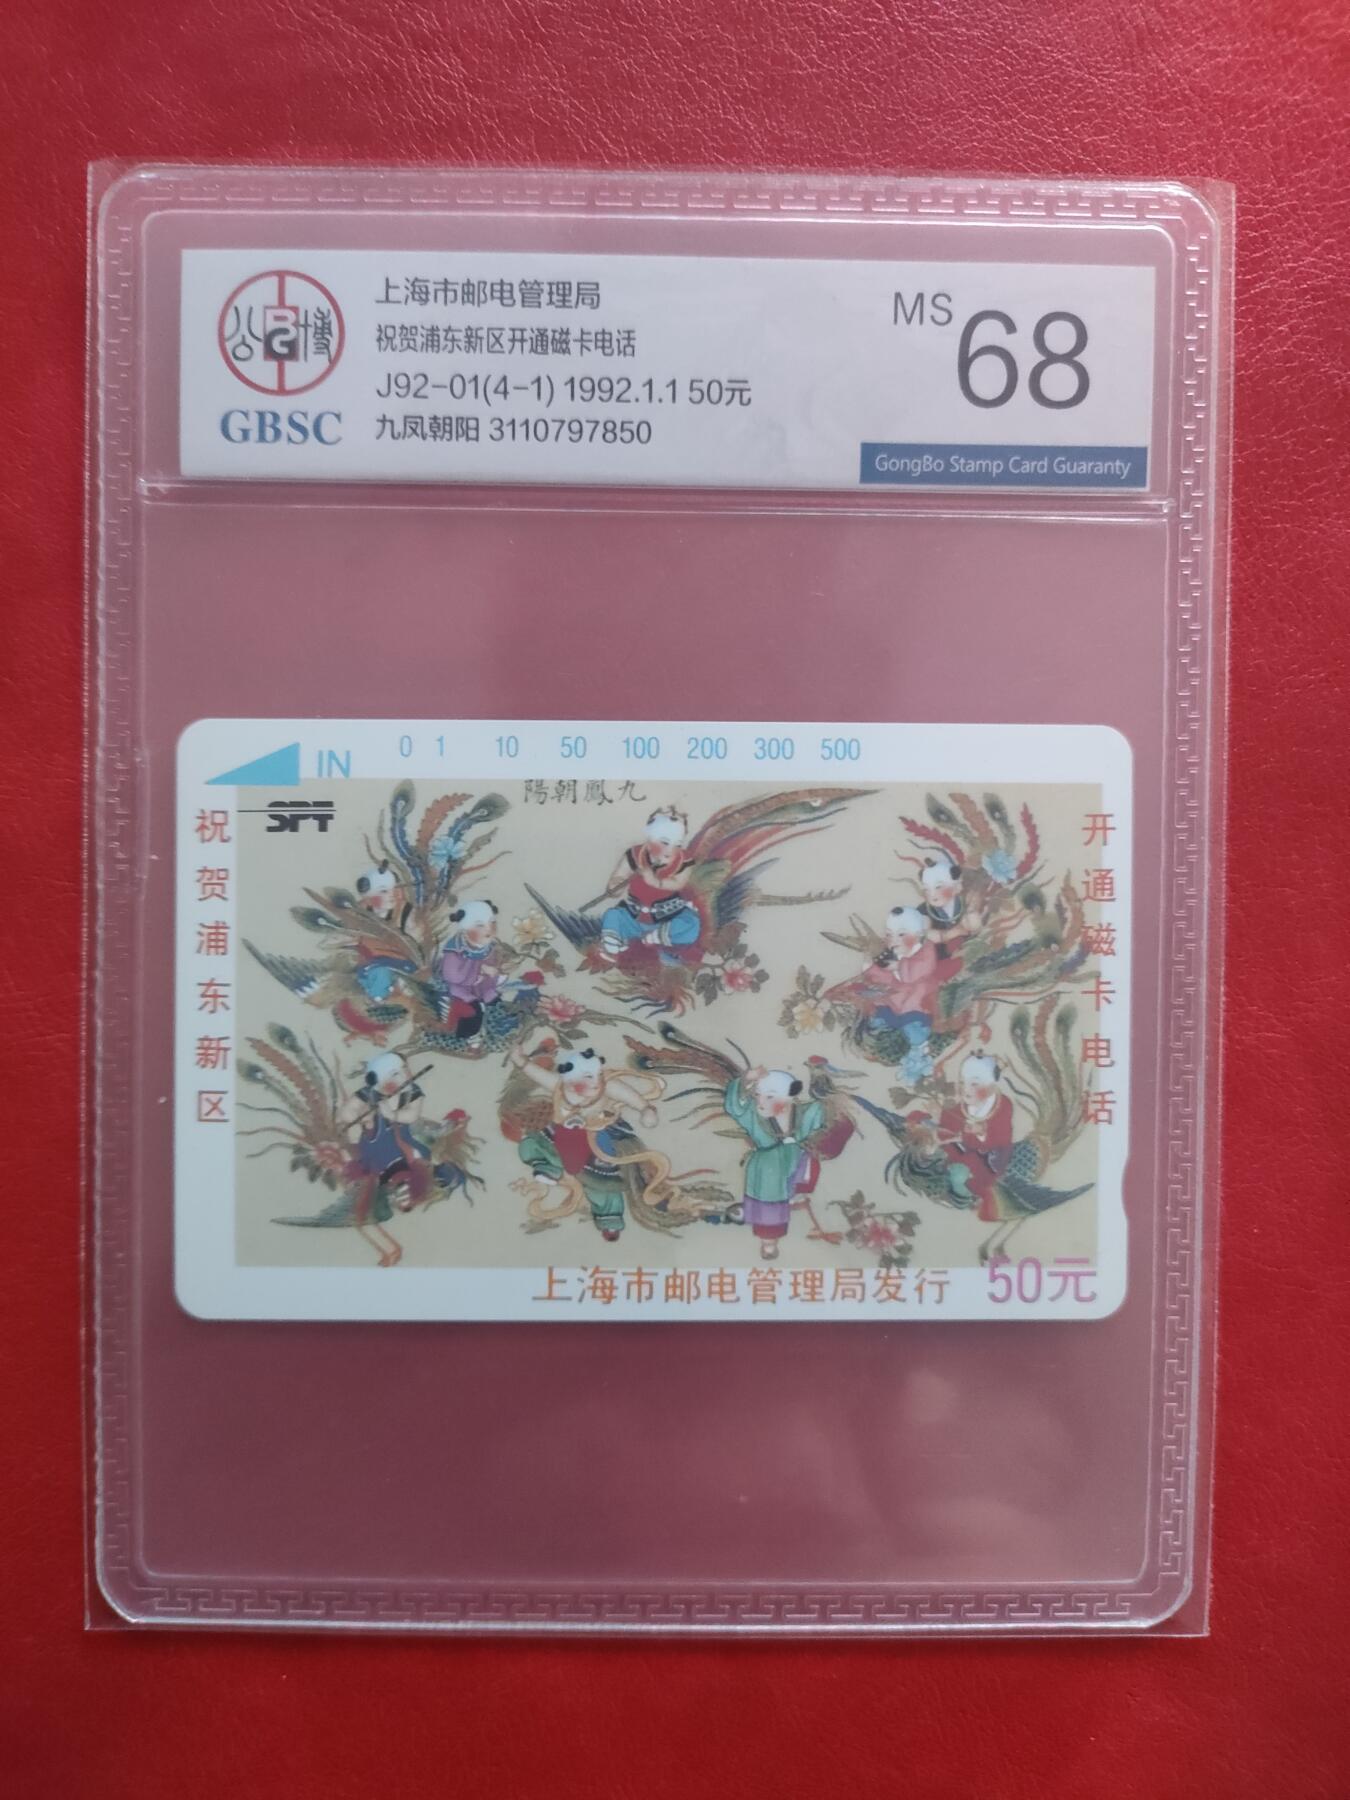 公 BG 博
GBSC
上海市邮电管理局
祝贺浦东新区开通磁卡电话
J92-01(4-1) 1992.1.1 50元
九凤朝阳 3110797850
MS 68
GongBo Stamp Card Guaranty
IN 0 1 10 50 100 200 300 500
SPT
陽朝鳳九
祝贺浦东新区
开通磁卡电话
上海市邮电管理局发行 50元